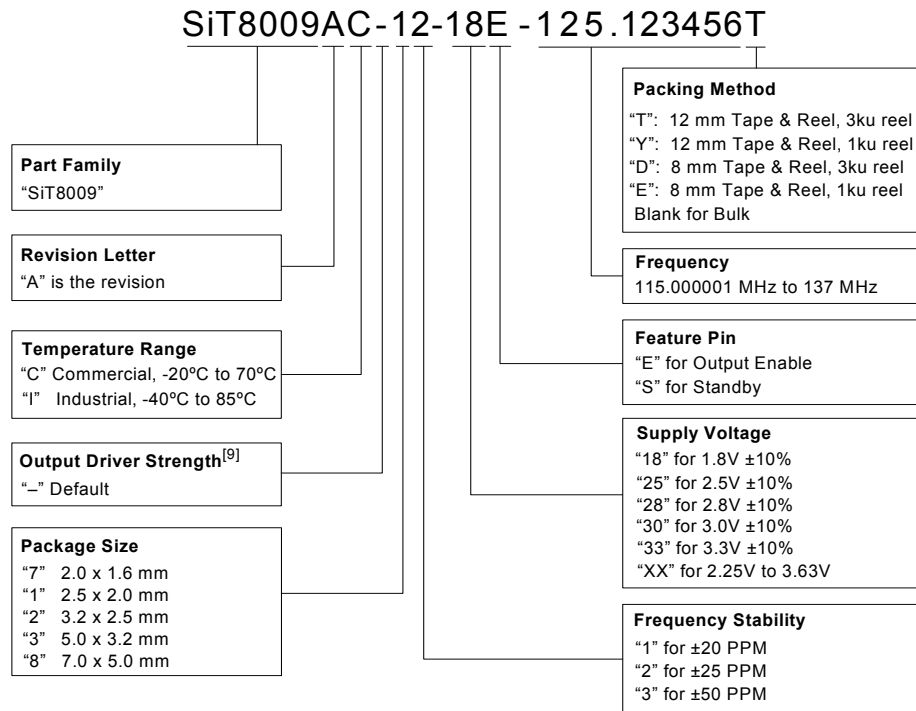 SiT8009AC-12-18E-125.123456T
Part Family
“SiT8009”
Revision Letter
“A” is the revision
Temperature Range
“C” Commercial, -20ºC to 70ºC
“I” Industrial, -40ºC to 85ºC
Output Driver Strength[9]
“–” Default
Package Size
“7” 2.0 x 1.6 mm
“1” 2.5 x 2.0 mm
“2” 3.2 x 2.5 mm
“3” 5.0 x 3.2 mm
“8” 7.0 x 5.0 mm
Packing Method
“T”: 12 mm Tape & Reel, 3ku reel
“Y”: 12 mm Tape & Reel, 1ku reel
“D”: 8 mm Tape & Reel, 3ku reel
“E”: 8 mm Tape & Reel, 1ku reel
Blank for Bulk
Frequency
115.000001 MHz to 137 MHz
Feature Pin
“E” for Output Enable
“S” for Standby
Supply Voltage
“18” for 1.8V ±10%
“25” for 2.5V ±10%
“28” for 2.8V ±10%
“30” for 3.0V ±10%
“33” for 3.3V ±10%
“XX” for 2.25V to 3.63V
Frequency Stability
“1” for ±20 PPM
“2” for ±25 PPM
“3” for ±50 PPM